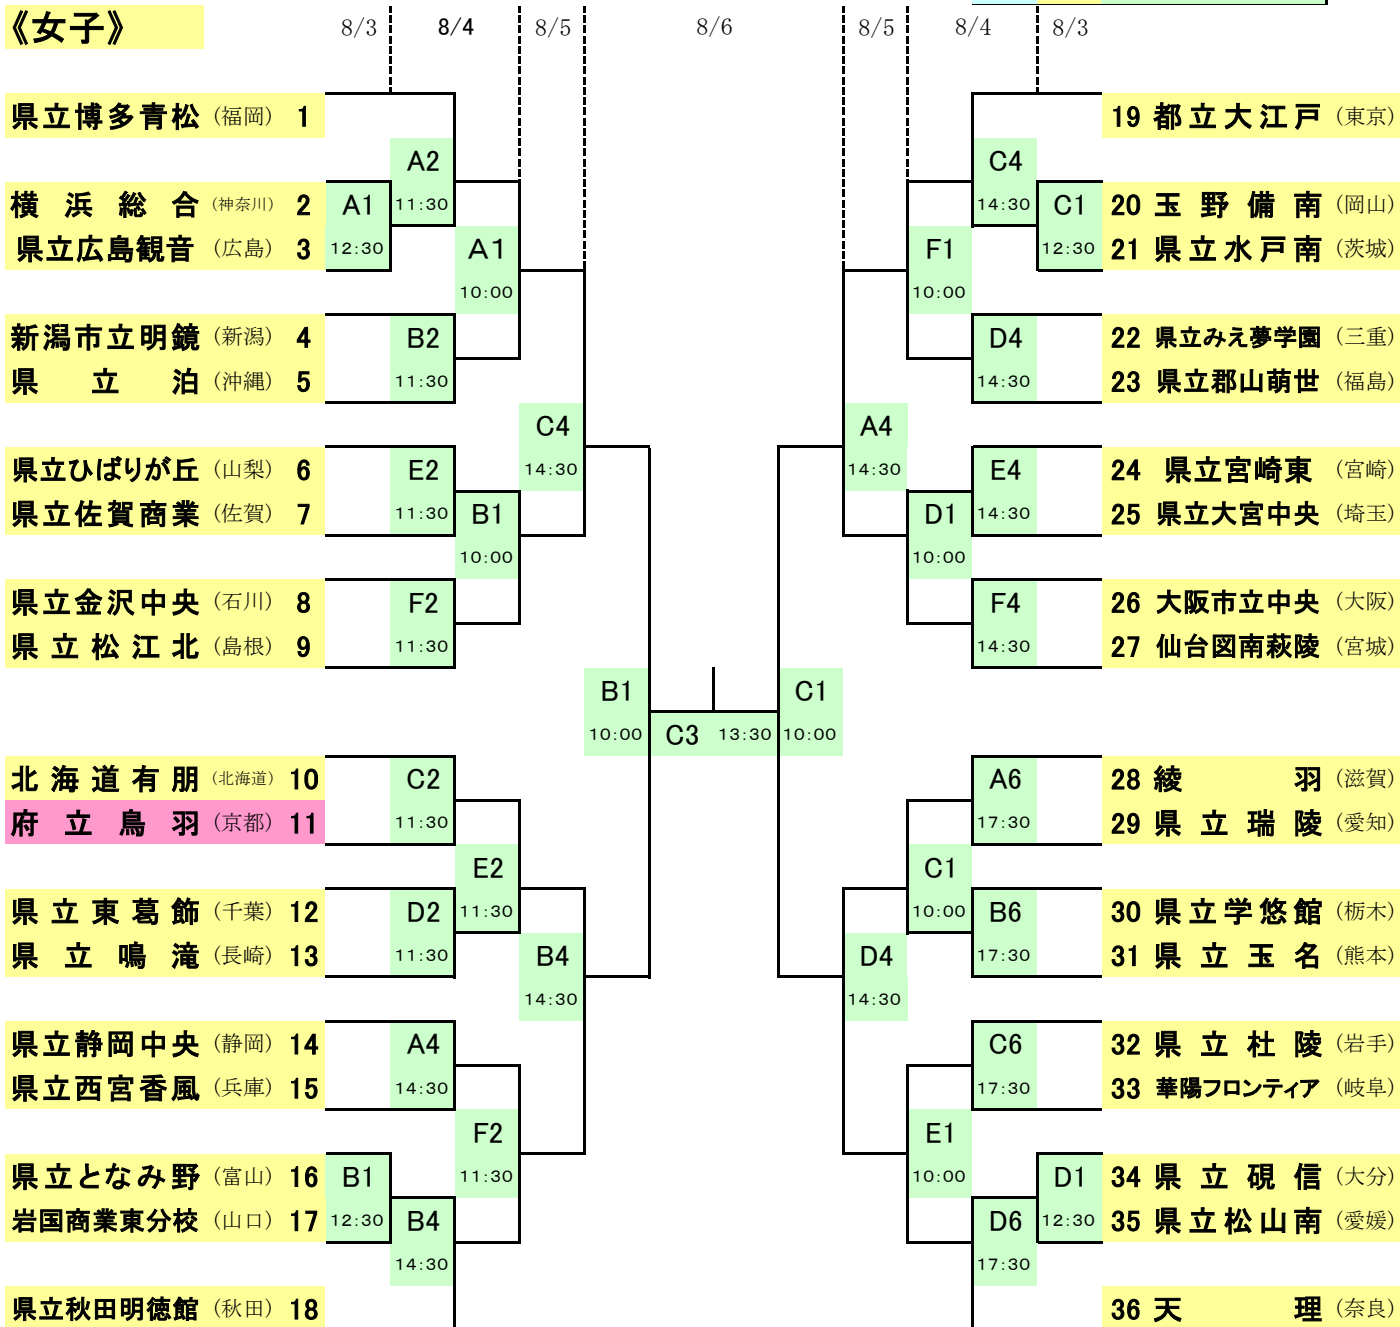 《女子》 8/3 8/4 8/5 8/6 8/5 8/4 8/3
県立博多青松 (福岡) 1
A2
11:30
横浜総合 (神奈川) 2
県立広島観音 (広島) 3
A1
12:30
A1
10:00
新潟市立明鏡 (新潟) 4
県立泊 (沖縄) 5
B2
11:30
C4
14:30
県立ひばりが丘 (山梨) 6
県立佐賀商業 (佐賀) 7
E2
11:30
B1
10:00
県立金沢中央 (石川) 8
県立松江北 (島根) 9
F2
11:30
B1
10:00
C3 13:30
C1
10:00
北海道有朋 (北海道) 10
府立鳥羽 (京都) 11
C2
11:30
E2
11:30
県立東葛飾 (千葉) 12
県立鳴滝 (長崎) 13
D2
11:30
B4
14:30
県立静岡中央 (静岡) 14
県立西宮香風 (兵庫) 15
A4
14:30
F2
11:30
県立となみ野 (富山) 16
岩国商業東分校 (山口) 17
B1
12:30
B4
14:30
県立秋田明徳館 (秋田) 18
19 都立大江戸 (東京)
C4
14:30
20 玉野備南 (岡山)
21 県立水戸南 (茨城)
C1
12:30
F1
10:00
22 県立みえ夢学園 (三重)
23 県立郡山萌世 (福島)
D4
14:30
A4
14:30
24 県立宮崎東 (宮崎)
25 県立大宮中央 (埼玉)
E4
14:30
D1
10:00
26 大阪市立中央 (大阪)
27 仙台図南萩陵 (宮城)
F4
14:30
28 綾羽 (滋賀)
29 県立瑞陵 (愛知)
A6
17:30
C1
10:00
30 県立学悠館 (栃木)
31 県立玉名 (熊本)
B6
17:30
D4
14:30
32 県立杜陵 (岩手)
33 華陽フロンティア (岐阜)
C6
17:30
E1
10:00
34 県立硯信 (大分)
35 県立松山南 (愛媛)
D1
12:30
D6
17:30
36 天理 (奈良)